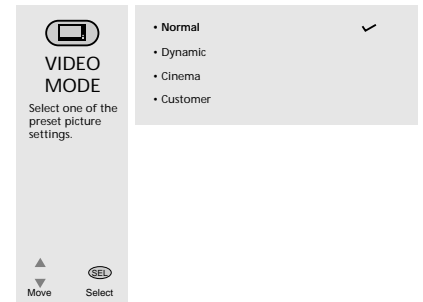 VIDEO
MODE
Select one of the
preset picture
settings.
• Normal
• Dynamic
• Cinema
• Customer
SEL
Move Select